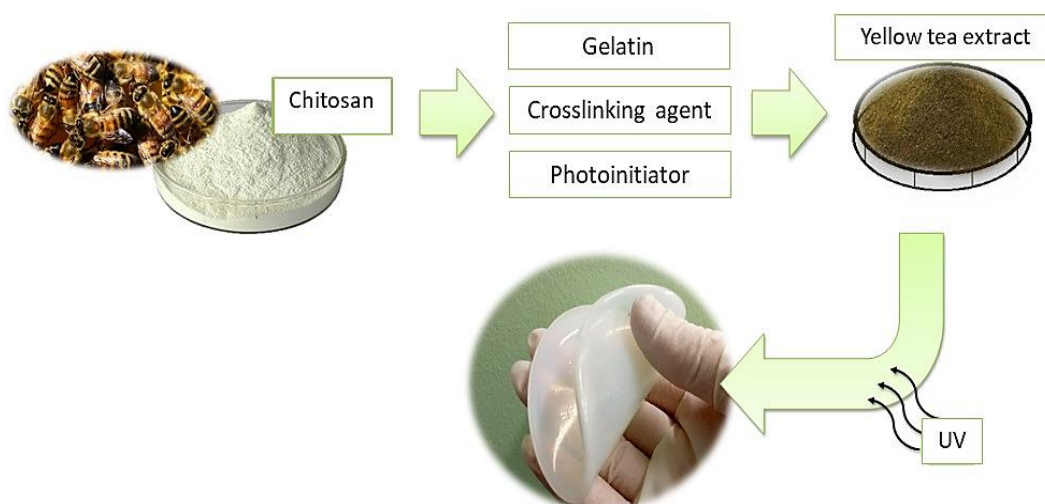 Chitosan
Gelatin
Crosslinking agent
Photoinitiator
Yellow tea extract
UV